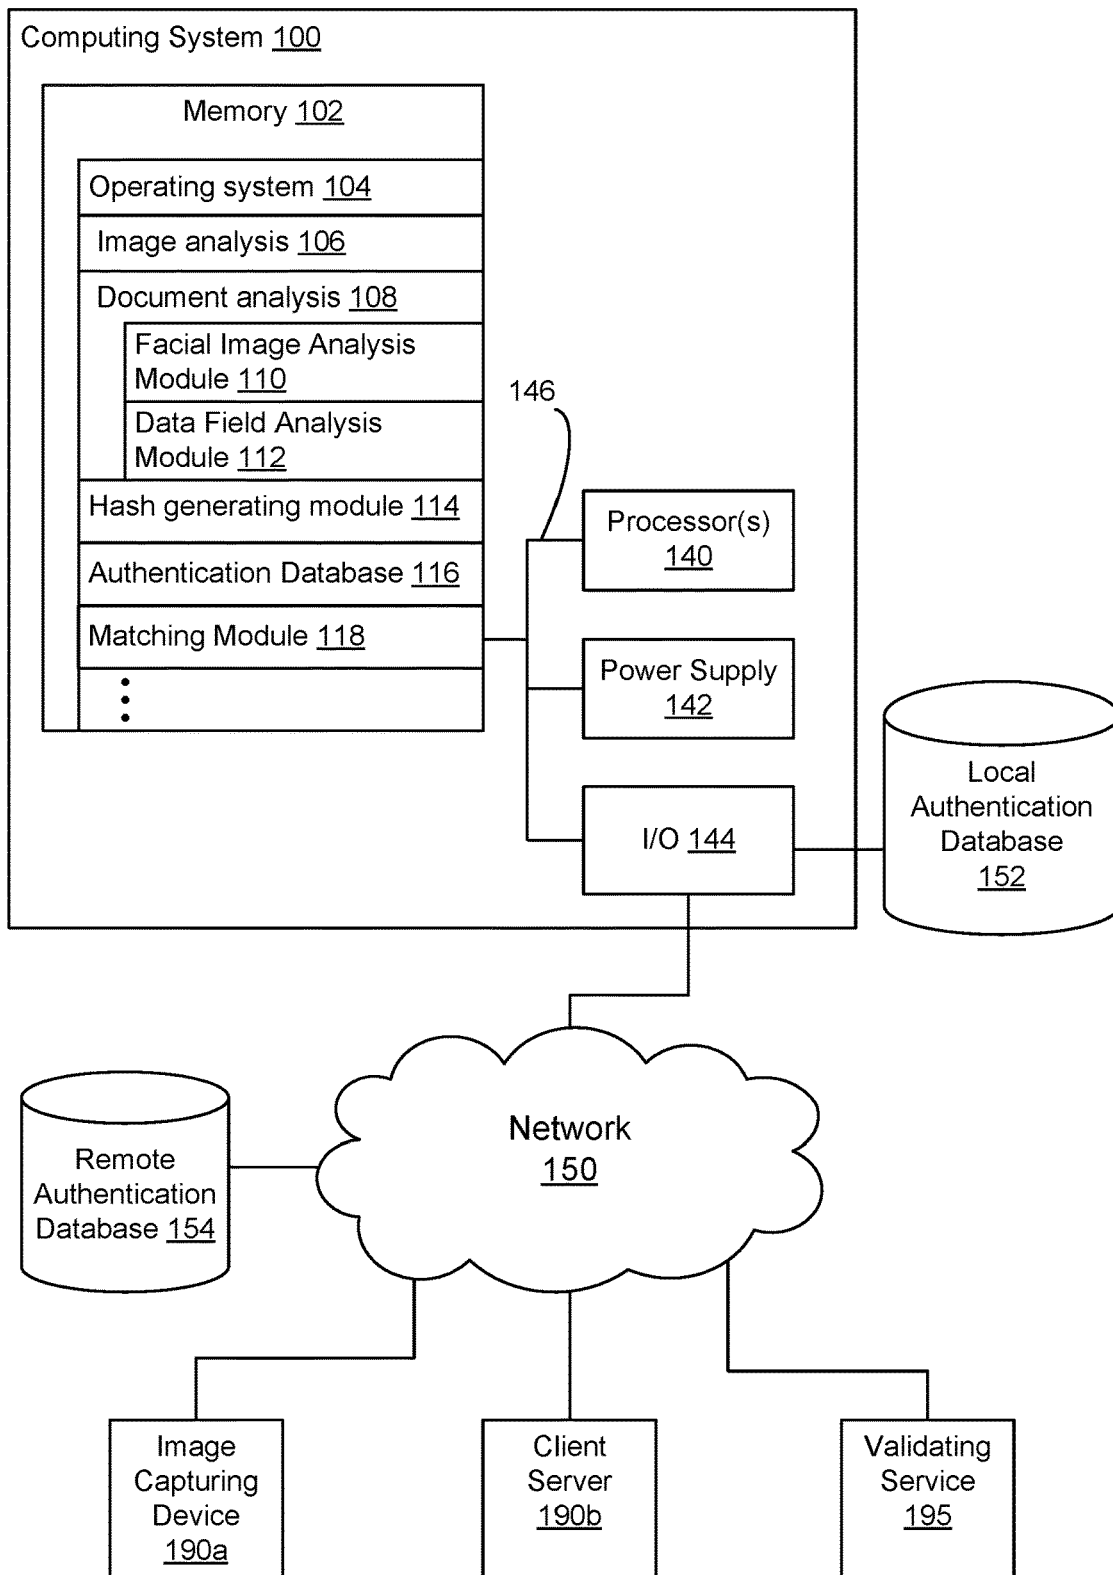 Computing System 100
Memory 102
Operating system 104
Image analysis 106
Document analysis 108
Facial Image Analysis
Module 110
Data Field Analysis
Module 112
Hash generating module 114
Authentication Database 116
Matching Module 118
146
Processor(s)
140
Power Supply
142
I/O 144
Local
Authentication
Database
152
Network
150
Remote
Authentication
Database 154
Image
Capturing
Device
190a
Client
Server
190b
Validating
Service
195